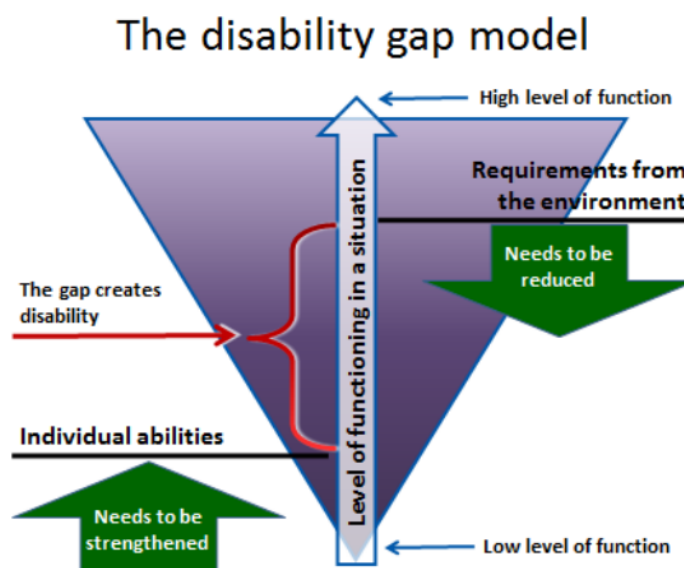 The disability gap model
High level of function
Requirements from
the environment
Needs to be
reduced
Level of functioning in a situation
The gap creates
disability
Individual abilities
Needs to be
strengthened
Low level of function